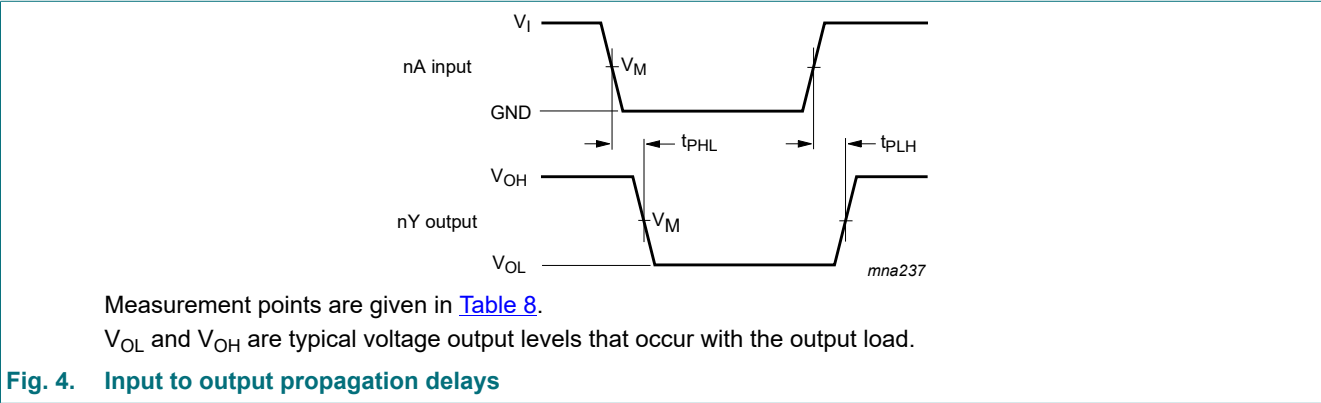 V_I
nA input
V_M
GND
t_PHL
t_PLH
V_OH
nY output
V_M
V_OL
mna237
Measurement points are given in Table 8.
V_OL and V_OH are typical voltage output levels that occur with the output load.
Fig. 4. Input to output propagation delays